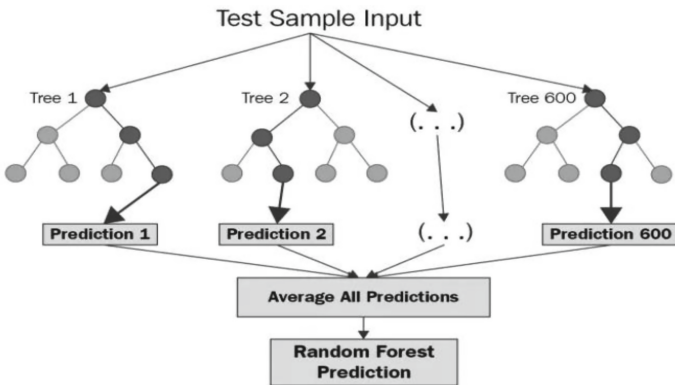 Test Sample Input
Tree 1
Tree 2
(. . .)
Tree 600
Prediction 1
Prediction 2
(. . .)
Prediction 600
Average All Predictions
Random Forest
Prediction